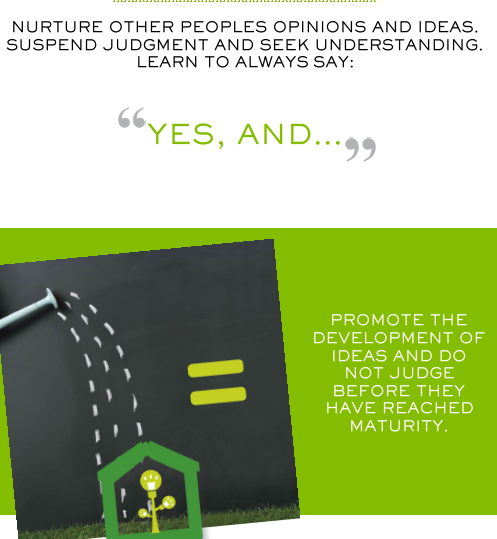 NURTURE OTHER PEOPLES OPINIONS AND IDEAS.
SUSPEND JUDGMENT AND SEEK UNDERSTANDING.
LEARN TO ALWAYS SAY:
“YES, AND...”
PROMOTE THE
DEVELOPMENT OF
IDEAS AND DO
NOT JUDGE
BEFORE THEY
HAVE REACHED
MATURITY.